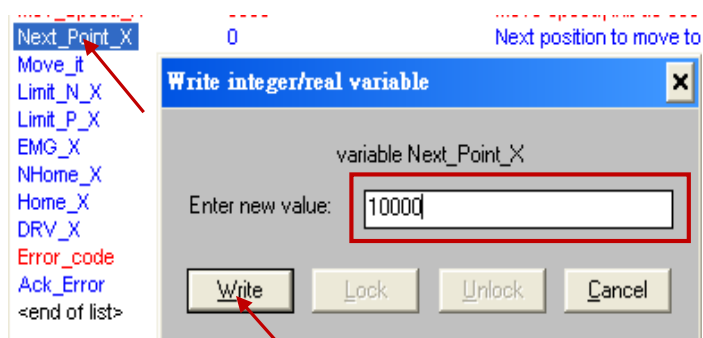 Next_Point_X 0 Next position to move to
Move_it
Limit_N_X
Limit_P_X
EMG_X
NHome_X
Home_X
DRV_X
Error_code
Ack_Error
<end of list>
Write integer/real variable
variable Next_Point_X
Enter new value: 10000
Write Lock Unlock Cancel